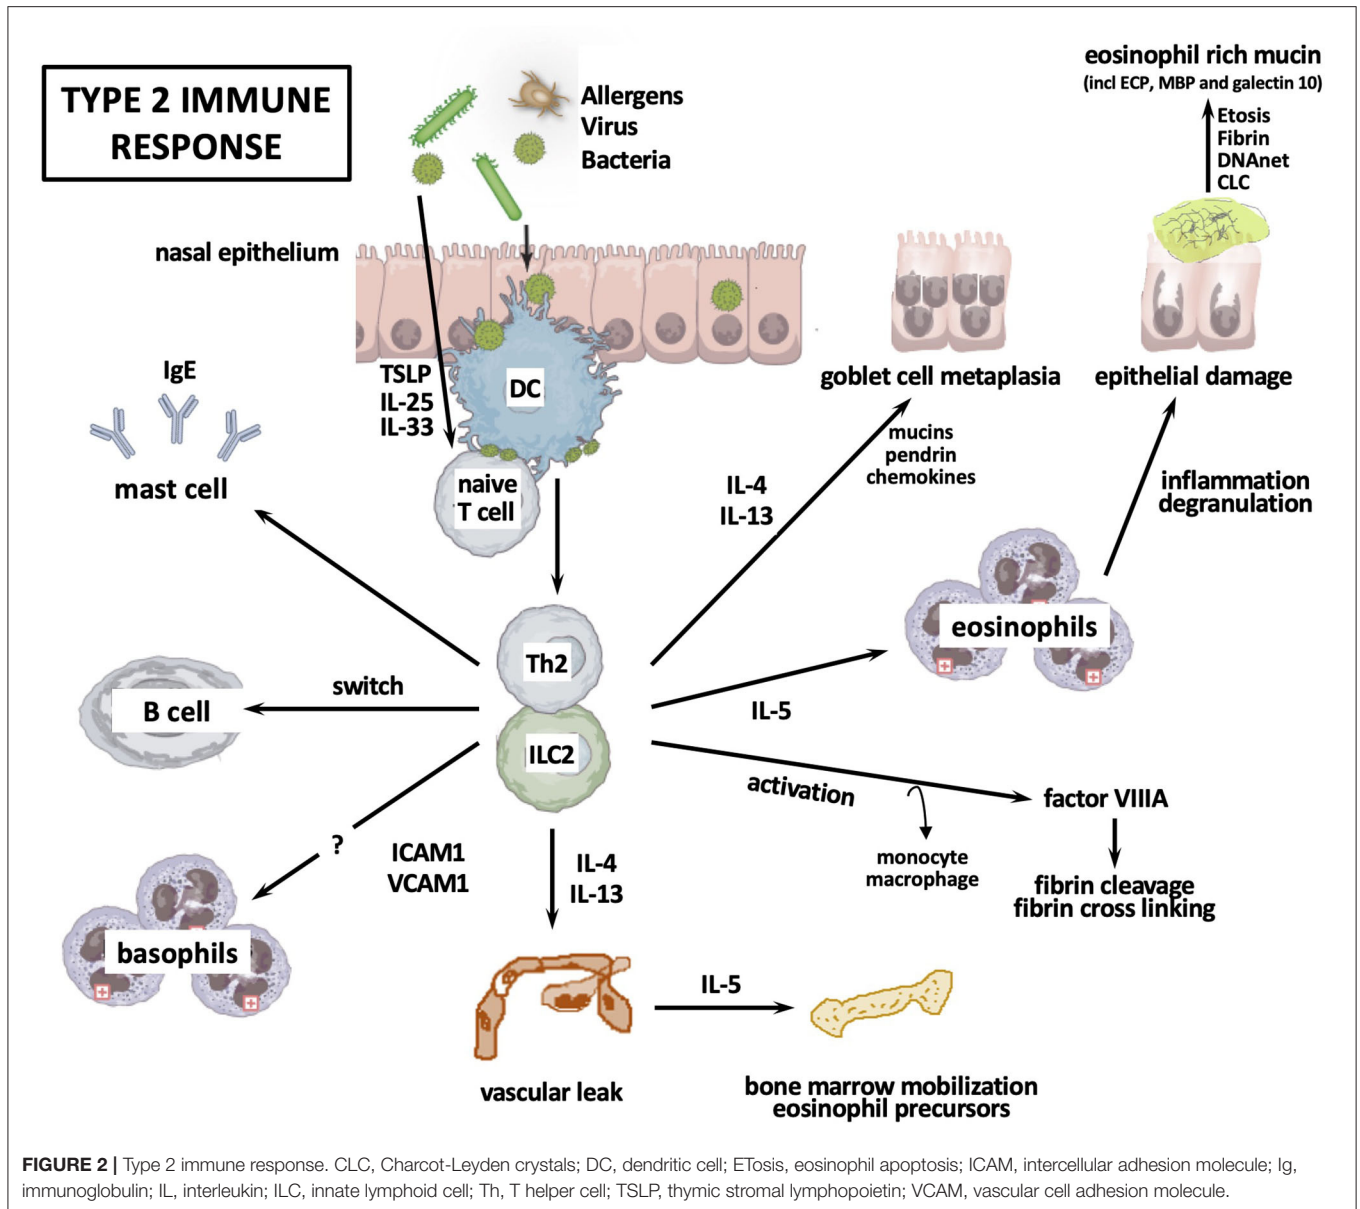 TYPE 2 IMMUNE
RESPONSE
Allergens
Virus
Bacteria
eosinophil rich mucin
(incl ECP, MBP and galectin 10)
Etosis
Fibrin
DNAnet
CLC
nasal epithelium
TSLP
IL-25
IL-33
DC
naive
T cell
IgE
mast cell
goblet cell metaplasia
epithelial damage
mucins
pendrin
chemokines
IL-4
IL-13
inflammation
degranulation
eosinophils
Th2
ILC2
switch
B cell
IL-5
activation
factor VIIIA
monocyte
macrophage
fibrin cleavage
fibrin cross linking
?
ICAM1
VCAM1
IL-4
IL-13
basophils
vascular leak
IL-5
bone marrow mobilization
eosinophil precursors
FIGURE 2 | Type 2 immune response. CLC, Charcot-Leyden crystals; DC, dendritic cell; ETosis, eosinophil apoptosis; ICAM, intercellular adhesion molecule; Ig,
immunoglobulin; IL, interleukin; ILC, innate lymphoid cell; Th, T helper cell; TSLP, thymic stromal lymphopoietin; VCAM, vascular cell adhesion molecule.